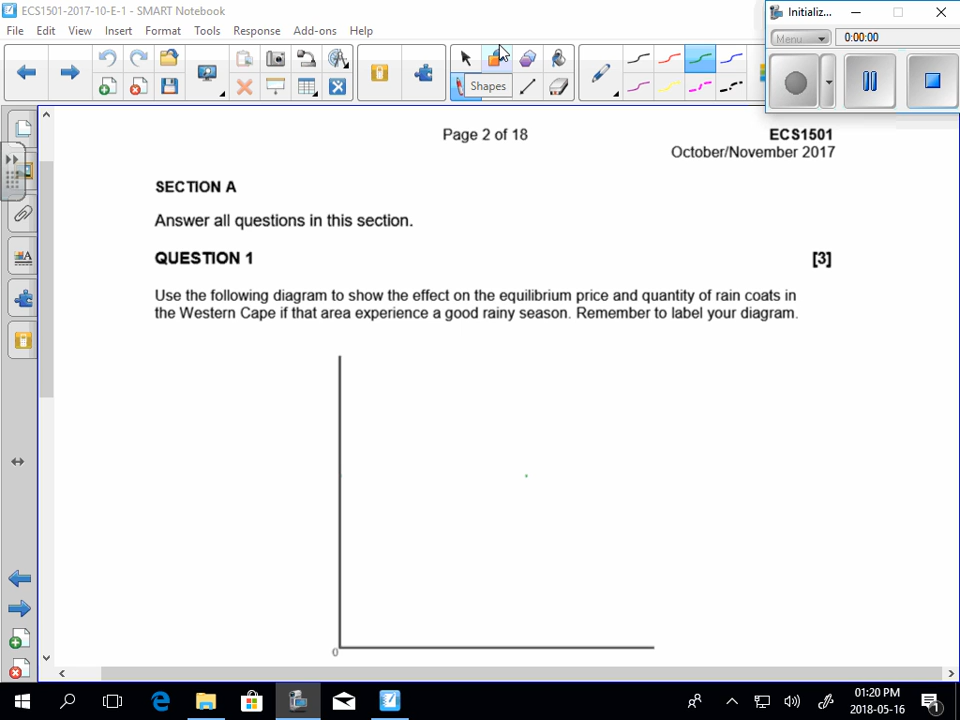 ECS1501-2017-10-E-1 - SMART Notebook
Initializ...
File Edit View Insert Format Tools Response Add-ons Help
Menu
0:00:00
Shapes
Page 2 of 18
ECS1501
October/November 2017
SECTION A
Answer all questions in this section.
QUESTION 1 [3]
Use the following diagram to show the effect on the equilibrium price and quantity of rain coats in
the Western Cape if that area experience a good rainy season. Remember to label your diagram.
0
01:20 PM
2018-05-16
1